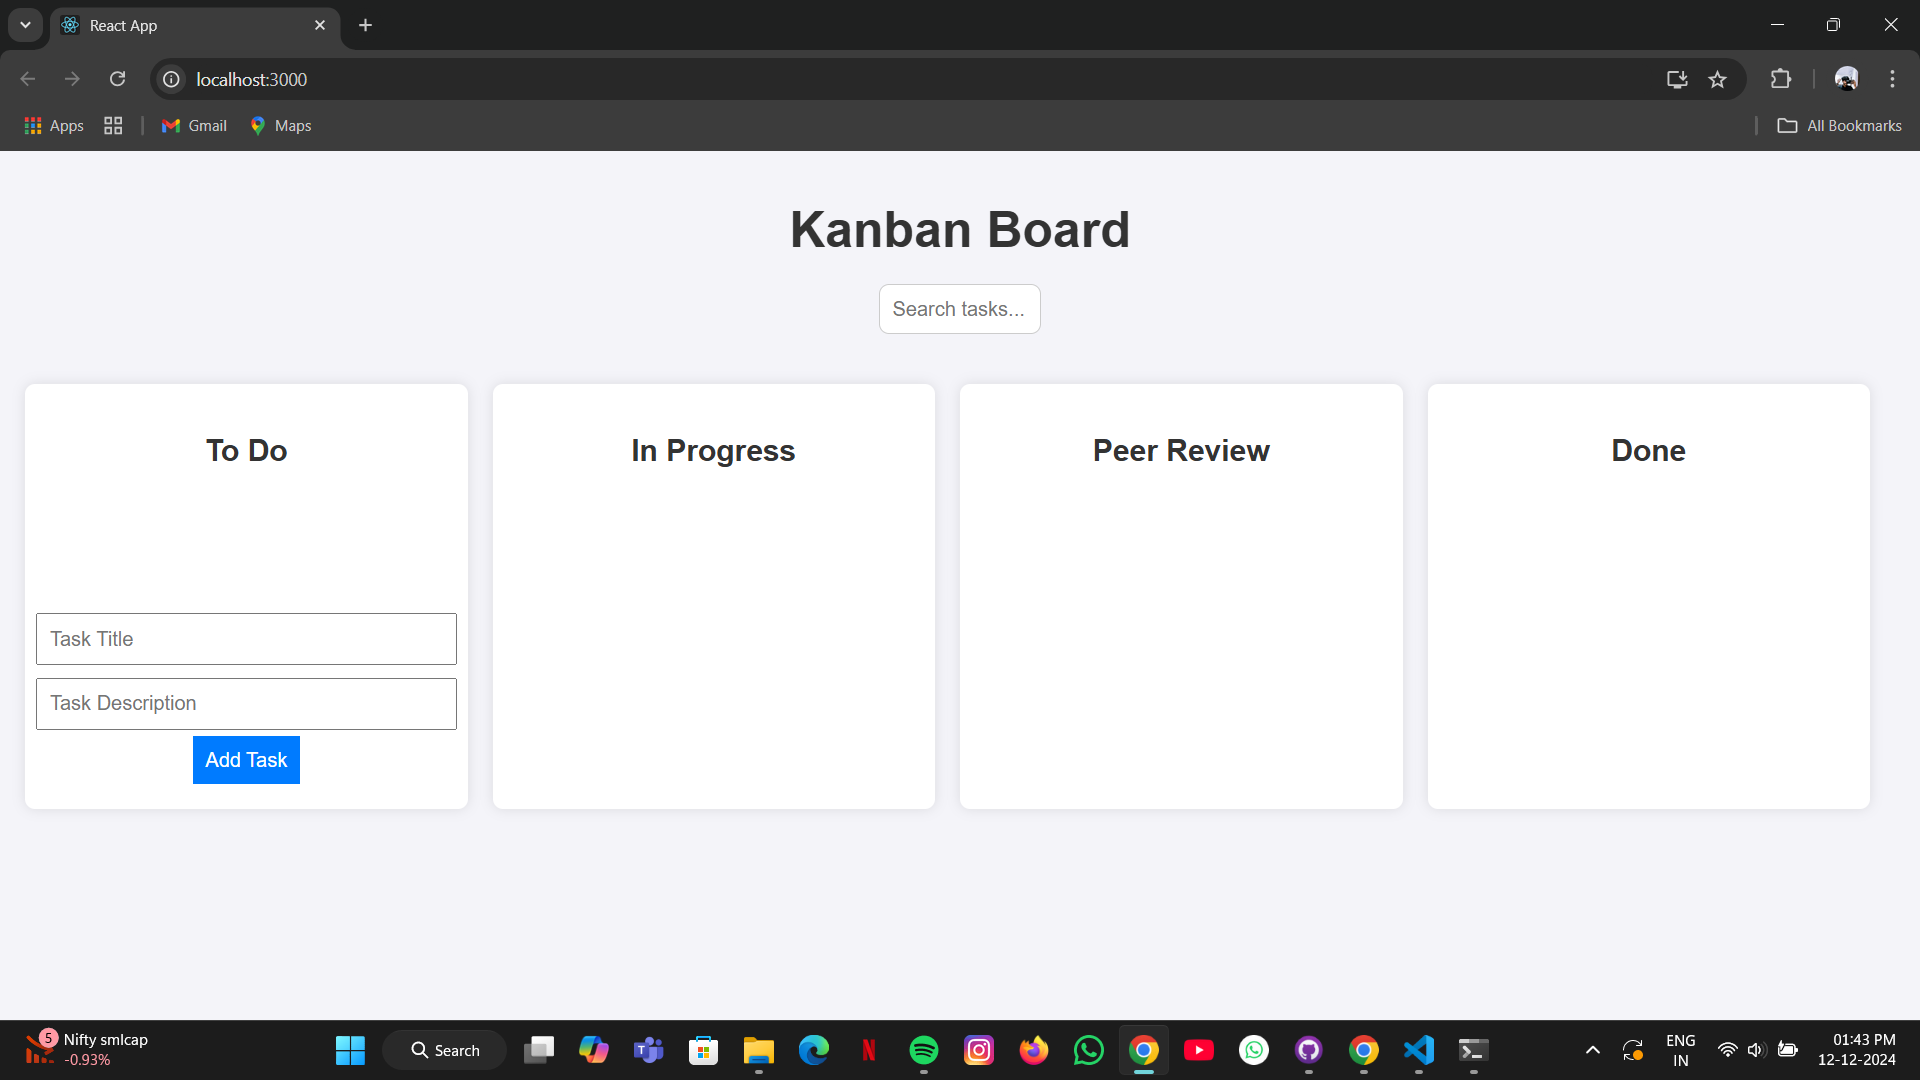 React App
localhost:3000
Apps
Gmail
Maps
All Bookmarks
Kanban Board
Search tasks...
To Do
In Progress
Peer Review
Done
Task Title
Task Description
Add Task
5
Nifty smlcap
-0.93%
Search
T
N
ENG
IN
01:43 PM
12-12-2024